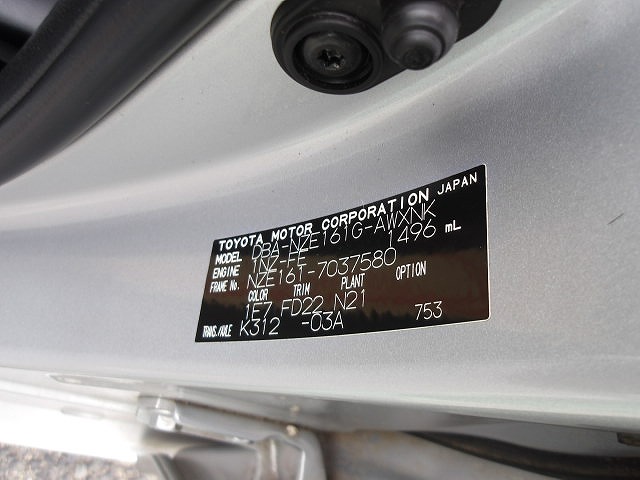 TOYOTA MOTOR CORPORATION JAPAN
MODEL DBA-NZE161G-AWXNK
ENGINE 1NZ-FE 1496 mL
FRAME No. NZE161-7037580
COLOR TRIM PLANT OPTION
1E7 FD22 N21
TRANS./AXLE K312 -03A 753